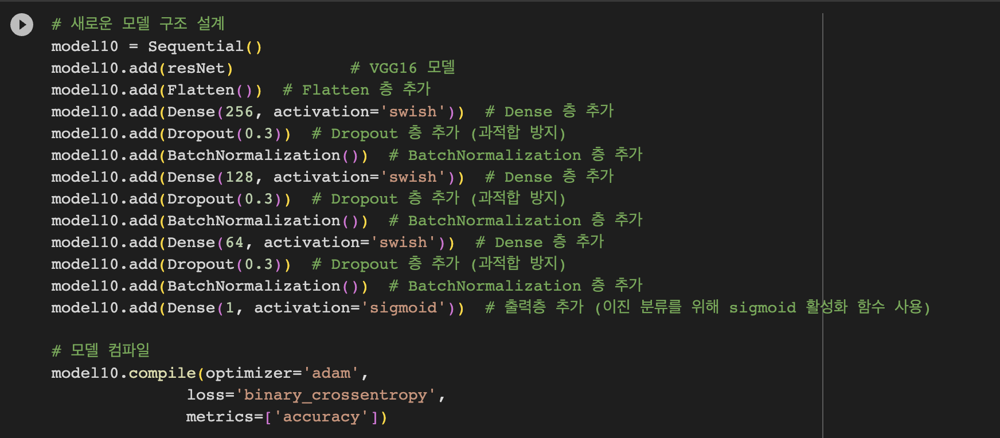 # 새로운 모델 구조 설계
model10 = Sequential()
model10.add(resNet)            # VGG16 모델
model10.add(Flatten())  # Flatten 층 추가
model10.add(Dense(256, activation='swish'))  # Dense 층 추가
model10.add(Dropout(0.3))  # Dropout 층 추가 (과적합 방지)
model10.add(BatchNormalization())  # BatchNormalization 층 추가
model10.add(Dense(128, activation='swish'))  # Dense 층 추가
model10.add(Dropout(0.3))  # Dropout 층 추가 (과적합 방지)
model10.add(BatchNormalization())  # BatchNormalization 층 추가
model10.add(Dense(64, activation='swish'))  # Dense 층 추가
model10.add(Dropout(0.3))  # Dropout 층 추가 (과적합 방지)
model10.add(BatchNormalization())  # BatchNormalization 층 추가
model10.add(Dense(1, activation='sigmoid'))  # 출력층 추가 (이진 분류를 위해 sigmoid 활성화 함수 사용)

# 모델 컴파일
model10.compile(optimizer='adam',
              loss='binary_crossentropy',
              metrics=['accuracy'])